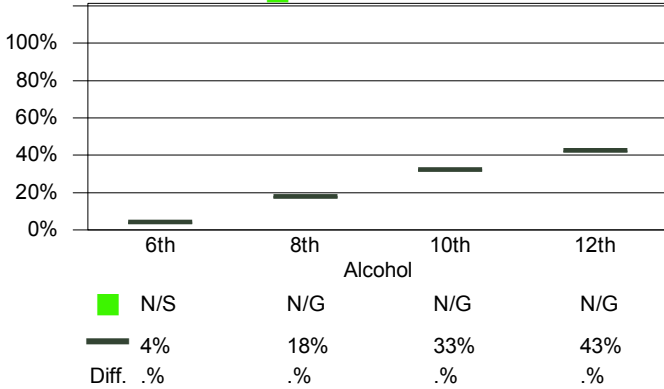 100%
80%
60%
40%
20%
0%
6th 8th 10th 12th
Alcohol
N/S N/G N/G N/G
4% 18% 33% 43%
Diff. .% .% .% .%